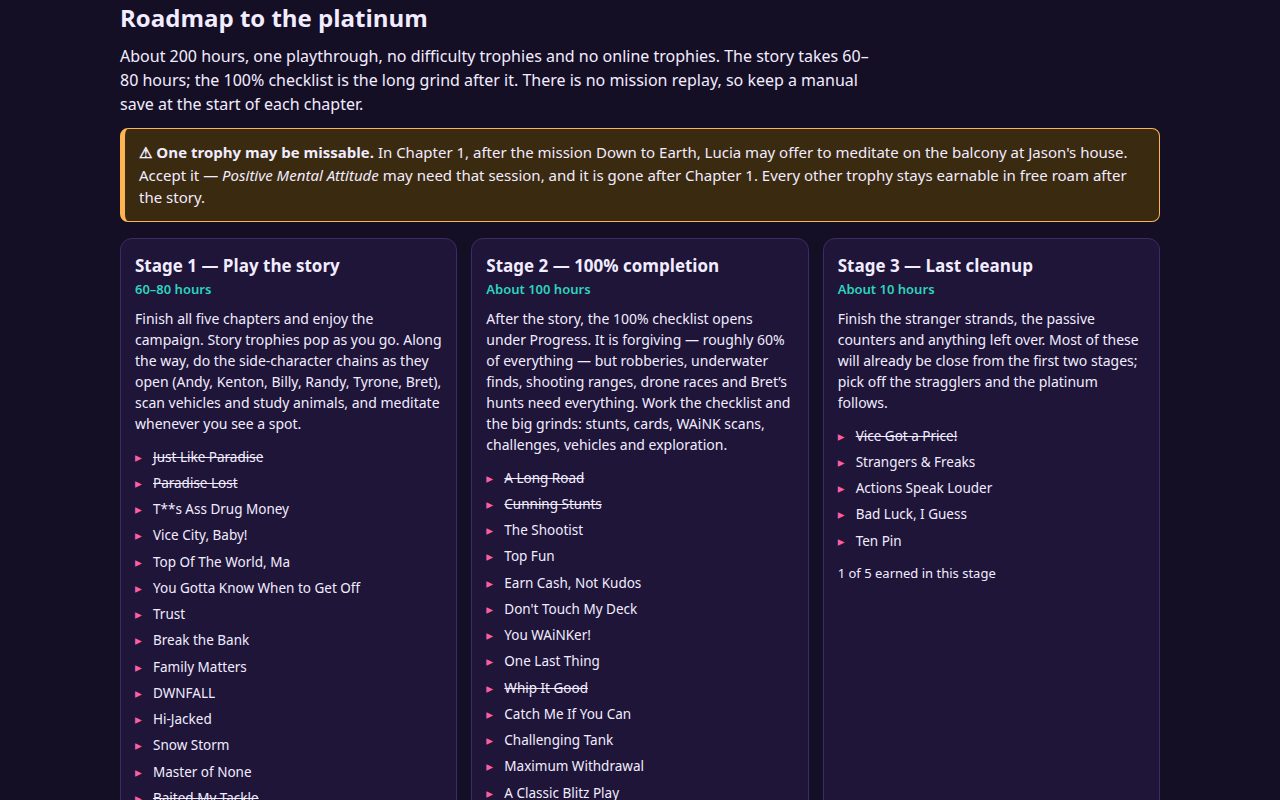 Roadmap to the platinum
About 200 hours, one playthrough, no difficulty trophies and no online trophies. The story takes 60–
80 hours; the 100% checklist is the long grind after it. There is no mission replay, so keep a manual
save at the start of each chapter.
⚠ One trophy may be missable. In Chapter 1, after the mission Down to Earth, Lucia may offer to meditate on the balcony at Jason's house.
Accept it — Positive Mental Attitude may need that session, and it is gone after Chapter 1. Every other trophy stays earnable in free roam after
the story.
Stage 1 — Play the story
60–80 hours
Finish all five chapters and enjoy the
campaign. Story trophies pop as you go. Along
the way, do the side-character chains as they
open (Andy, Kenton, Billy, Randy, Tyrone, Bret),
scan vehicles and study animals, and meditate
whenever you see a spot.
▸ Just Like Paradise
▸ Paradise Lost
▸ T**s Ass Drug Money
▸ Vice City, Baby!
▸ Top Of The World, Ma
▸ You Gotta Know When to Get Off
▸ Trust
▸ Break the Bank
▸ Family Matters
▸ DWNFALL
▸ Hi-Jacked
▸ Snow Storm
▸ Master of None
▸ Baited My Tackle
Stage 2 — 100% completion
About 100 hours
After the story, the 100% checklist opens
under Progress. It is forgiving — roughly 60%
of everything — but robberies, underwater
finds, shooting ranges, drone races and Bret's
hunts need everything. Work the checklist and
the big grinds: stunts, cards, WAiNK scans,
challenges, vehicles and exploration.
▸ A Long Road
▸ Cunning Stunts
▸ The Shootist
▸ Top Fun
▸ Earn Cash, Not Kudos
▸ Don't Touch My Deck
▸ You WAiNKer!
▸ One Last Thing
▸ Whip It Good
▸ Catch Me If You Can
▸ Challenging Tank
▸ Maximum Withdrawal
▸ A Classic Blitz Play
Stage 3 — Last cleanup
About 10 hours
Finish the stranger strands, the passive
counters and anything left over. Most of these
will already be close from the first two stages;
pick off the stragglers and the platinum
follows.
▸ Vice Got a Price!
▸ Strangers & Freaks
▸ Actions Speak Louder
▸ Bad Luck, I Guess
▸ Ten Pin
1 of 5 earned in this stage